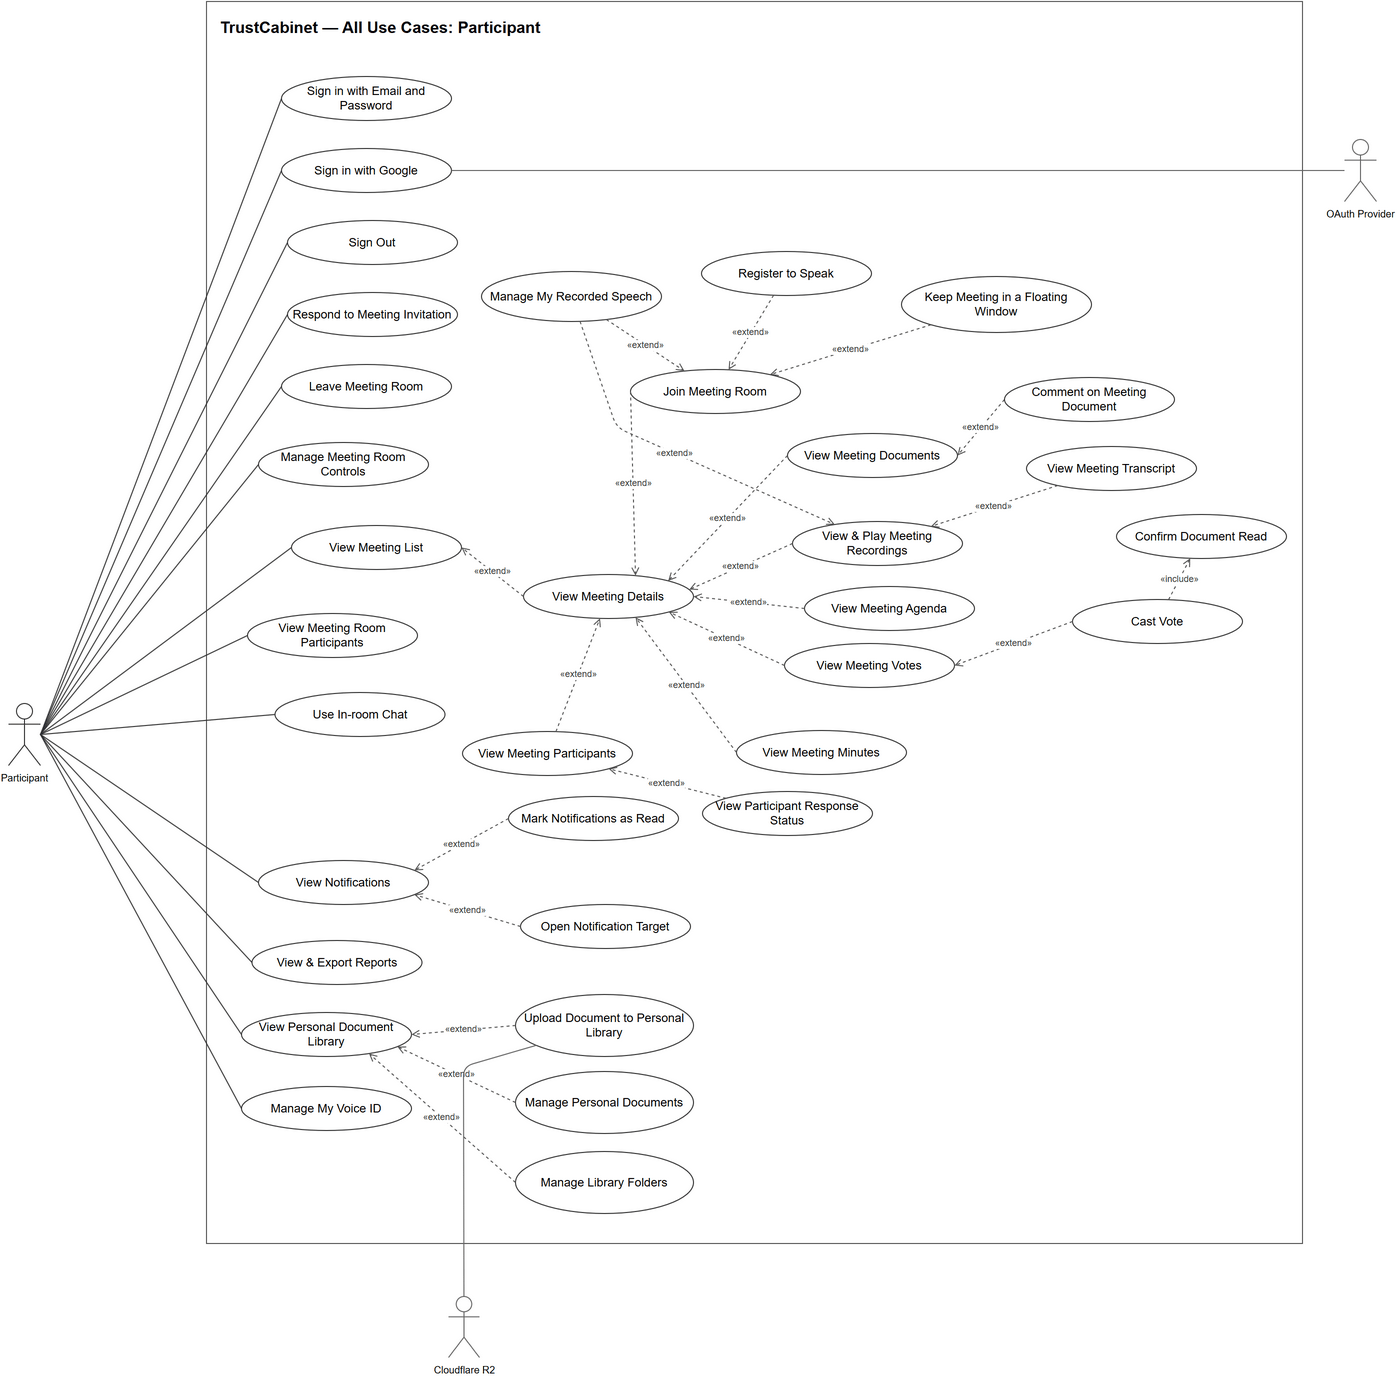 TrustCabinet — All Use Cases: Participant
Sign in with Email and
Password
Sign in with Google
OAuth Provider
Sign Out
Register to Speak
Manage My Recorded Speech
Keep Meeting in a Floating
Window
Respond to Meeting Invitation
«extend»
«extend»
«extend»
Leave Meeting Room
Join Meeting Room
Comment on Meeting
Document
«extend»
Manage Meeting Room
Controls
«extend»
View Meeting Documents
View Meeting Transcript
«extend»
«extend»
«extend»
View Meeting List
View & Play Meeting
Recordings
Confirm Document Read
«extend»
«extend»
«include»
View Meeting Details
«extend»
View Meeting Agenda
Cast Vote
View Meeting Room
Participants
«extend»
«extend»
View Meeting Votes
«extend»
«extend»
Use In-room Chat
View Meeting Participants
View Meeting Minutes
Participant
«extend»
View Participant Response
Status
Mark Notifications as Read
«extend»
View Notifications
«extend»
Open Notification Target
View & Export Reports
Upload Document to Personal
Library
View Personal Document
Library
«extend»
«extend»
Manage My Voice ID
Manage Personal Documents
«extend»
Manage Library Folders
Cloudflare R2